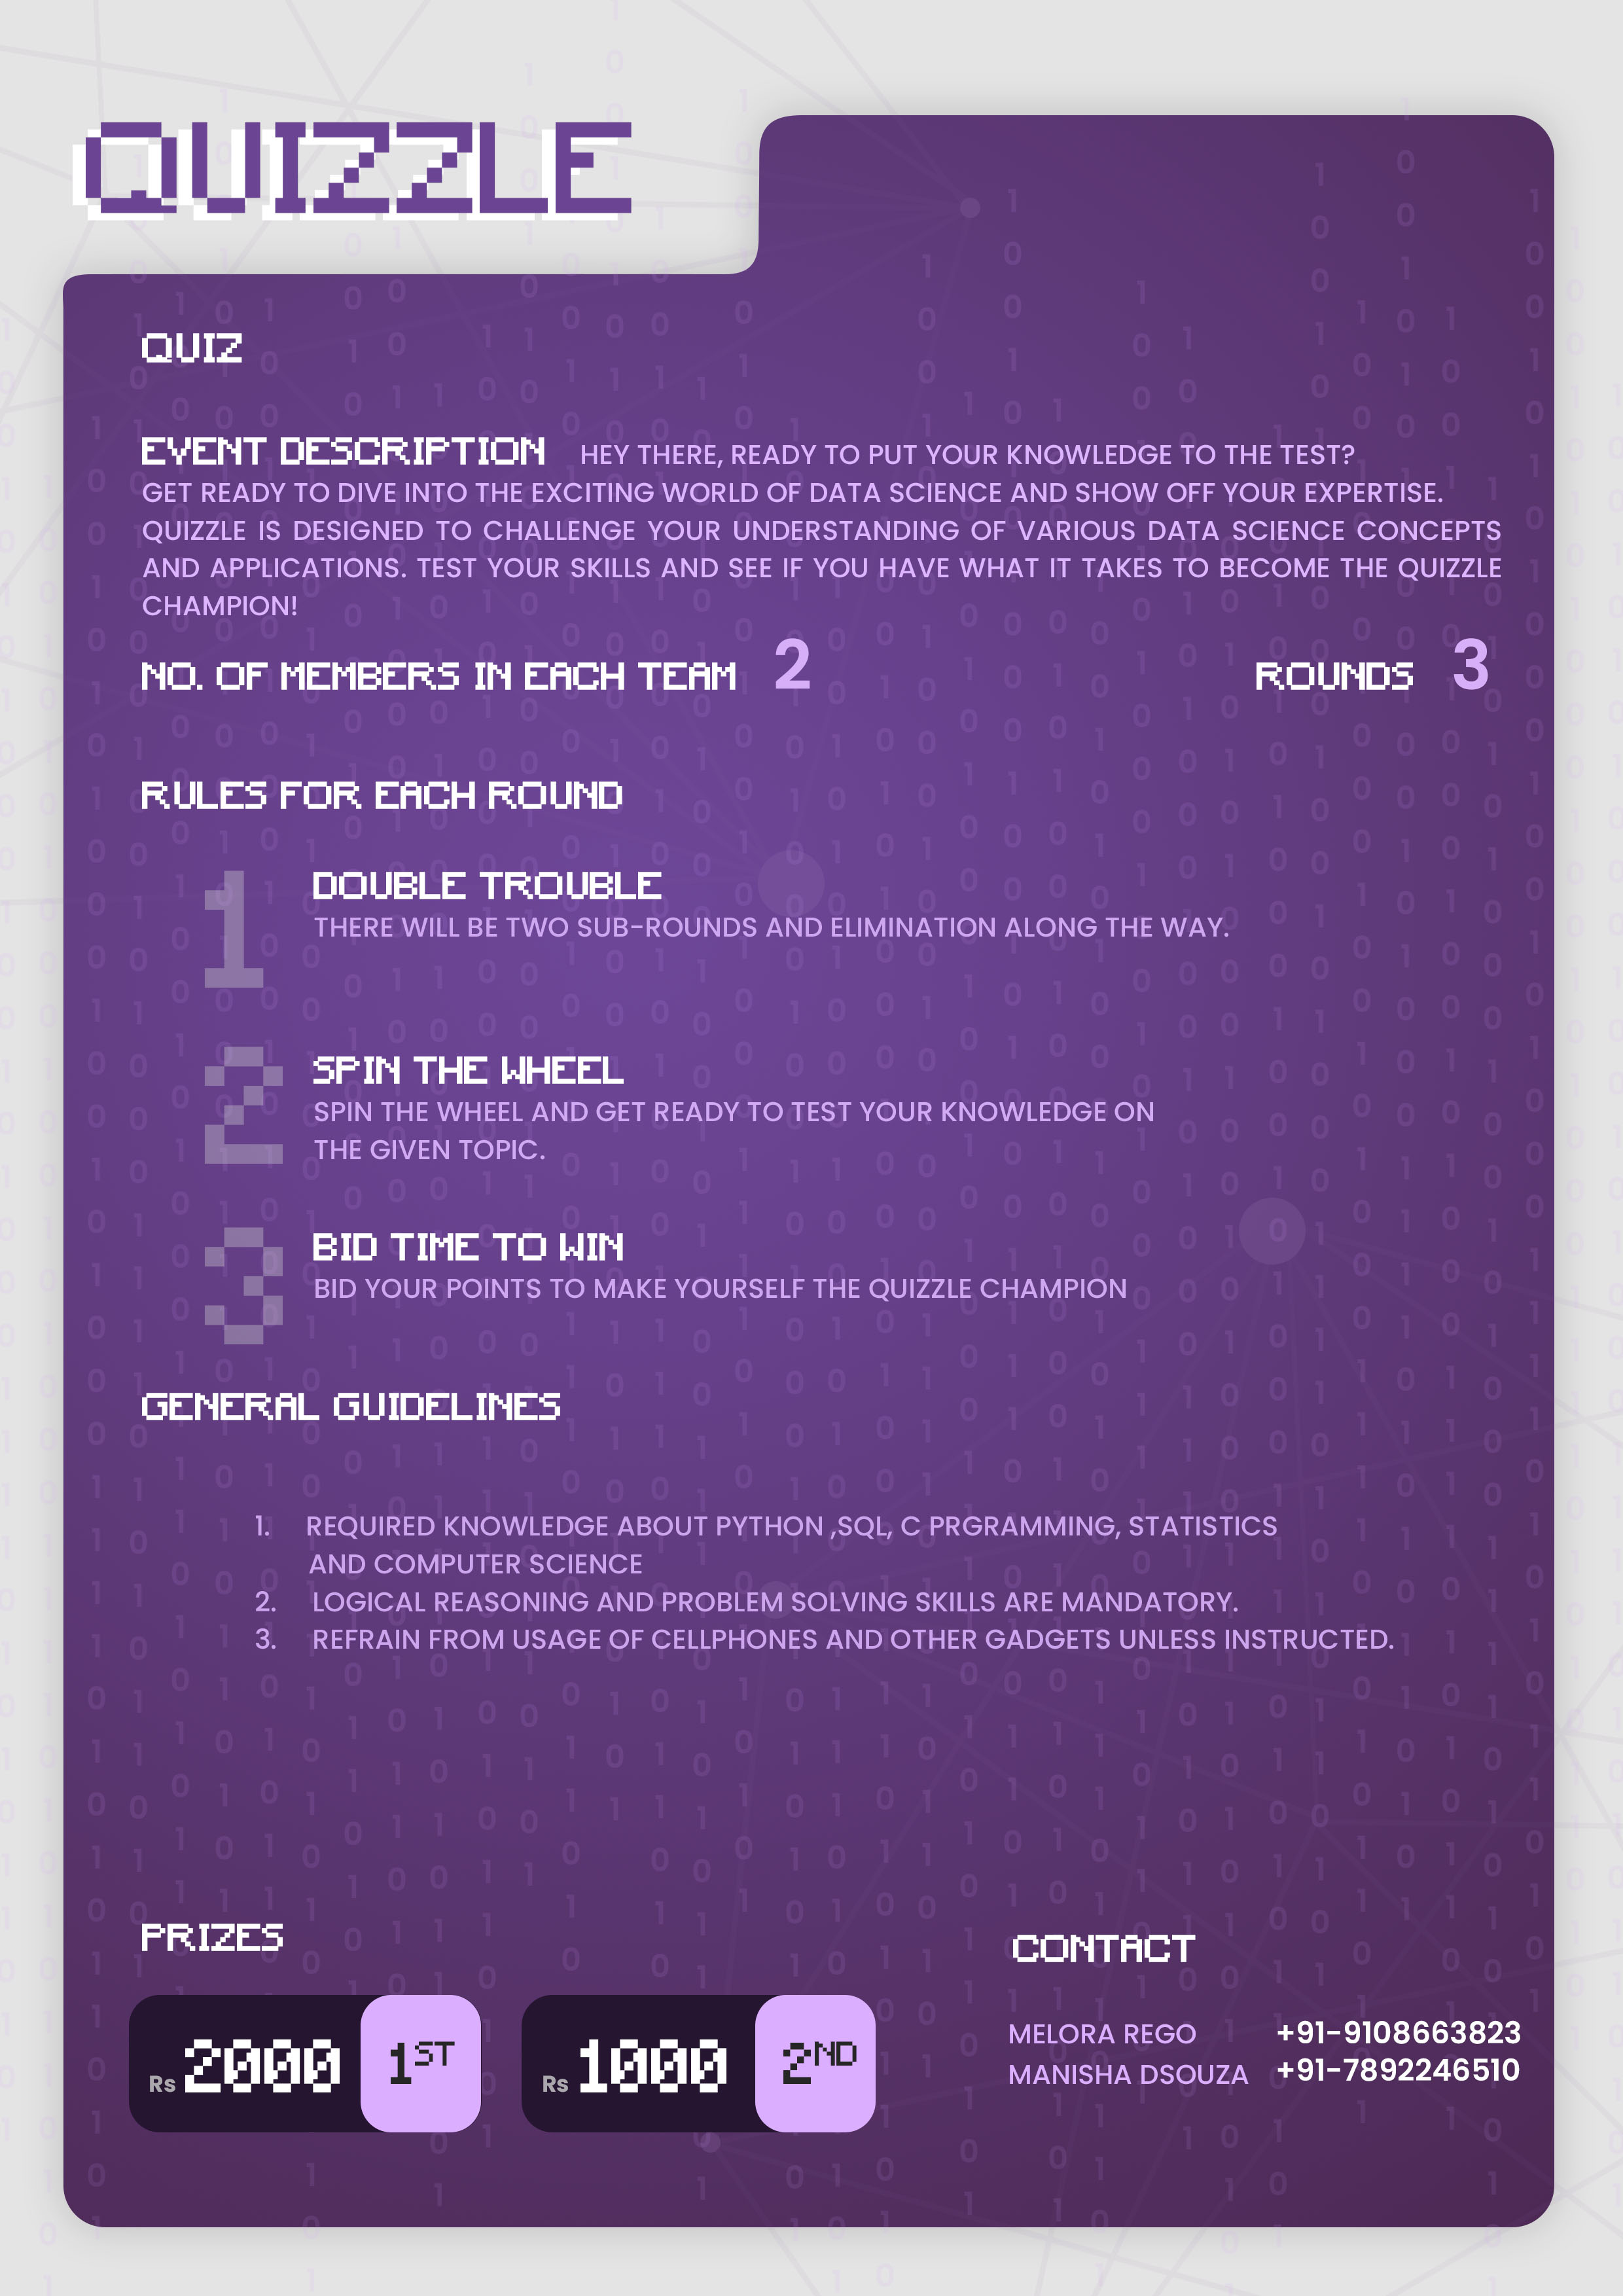 QUIZZLE
QUIZ
EVENT DESCRIPTION HEY THERE, READY TO PUT YOUR KNOWLEDGE TO THE TEST?
GET READY TO DIVE INTO THE EXCITING WORLD OF DATA SCIENCE AND SHOW OFF YOUR EXPERTISE.
QUIZZLE IS DESIGNED TO CHALLENGE YOUR UNDERSTANDING OF VARIOUS DATA SCIENCE CONCEPTS
AND APPLICATIONS. TEST YOUR SKILLS AND SEE IF YOU HAVE WHAT IT TAKES TO BECOME THE QUIZZLE
CHAMPION!
NO. OF MEMBERS IN EACH TEAM 2 ROUNDS 3
RULES FOR EACH ROUND
1 DOUBLE TROUBLE
THERE WILL BE TWO SUB-ROUNDS AND ELIMINATION ALONG THE WAY.
2 SPIN THE WHEEL
SPIN THE WHEEL AND GET READY TO TEST YOUR KNOWLEDGE ON
THE GIVEN TOPIC.
3 BID TIME TO WIN
BID YOUR POINTS TO MAKE YOURSELF THE QUIZZLE CHAMPION
GENERAL GUIDELINES
1. REQUIRED KNOWLEDGE ABOUT PYTHON ,SQL, C PRGRAMMING, STATISTICS
AND COMPUTER SCIENCE
2. LOGICAL REASONING AND PROBLEM SOLVING SKILLS ARE MANDATORY.
3. REFRAIN FROM USAGE OF CELLPHONES AND OTHER GADGETS UNLESS INSTRUCTED.
PRIZES
Rs 2000 1ST
Rs 1000 2ND
CONTACT
MELORA REGO +91-9108663823
MANISHA DSOUZA +91-7892246510